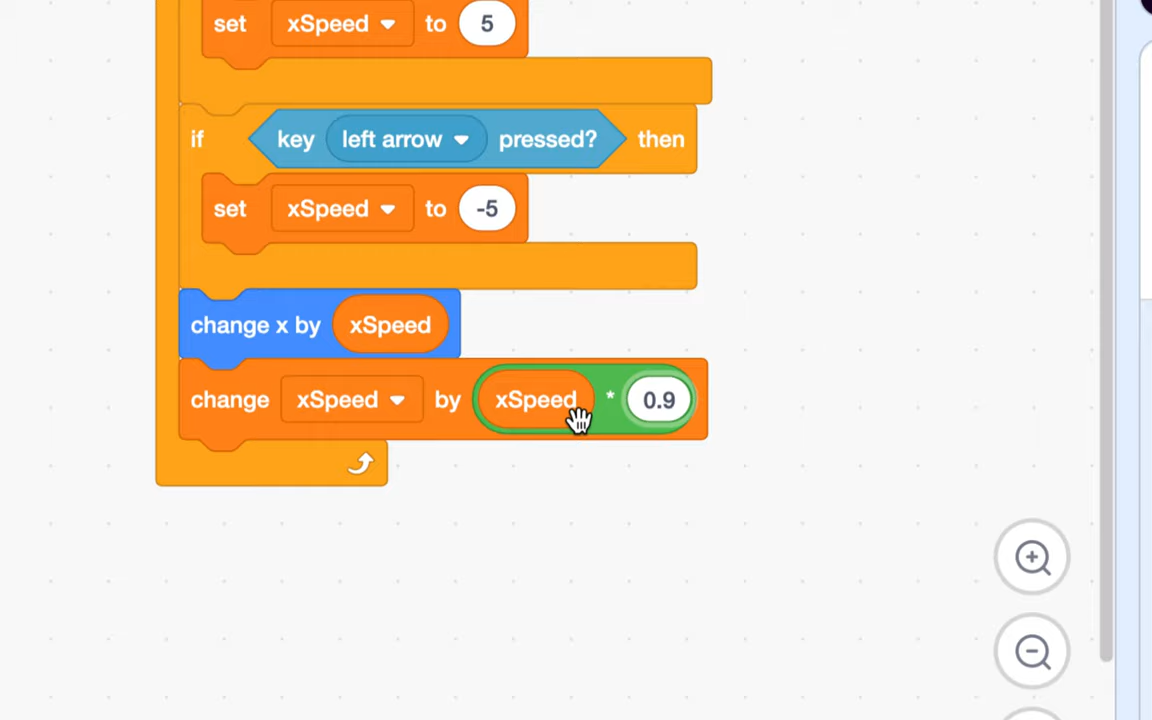 set xSpeed to 5
if key left arrow pressed? then
set xSpeed to -5
change x by xSpeed
change xSpeed by xSpeed * 0.9